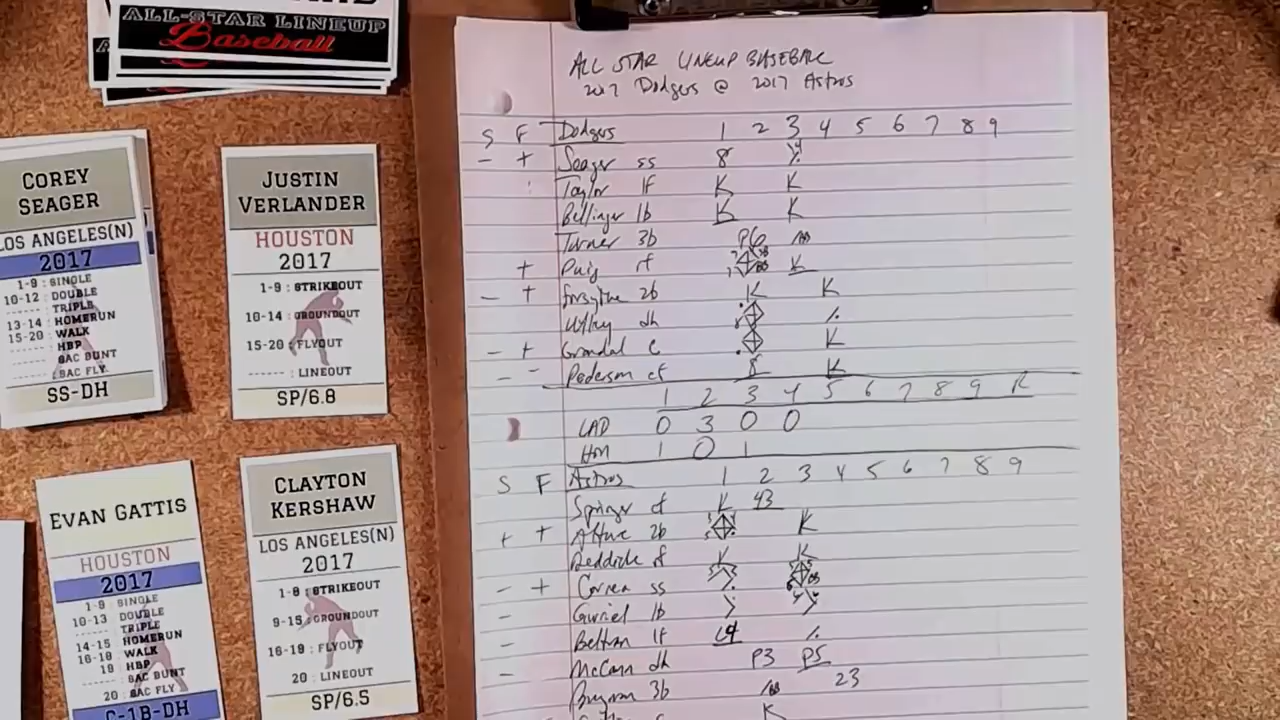 ALL-STAR LINEUP
Baseball
COREY
SEAGER
LOS ANGELES(N)
2017
1-9 : SINGLE
10-12 : DOUBLE
------ : TRIPLE
13-14 : HOMERUN
15-20 : WALK
------ : HBP
------ : SAC BUNT
------ : SAC FLY
SS-DH
JUSTIN
VERLANDER
HOUSTON
2017
1-9 : STRIKEOUT
10-14 : GROUNDOUT
15-20 : FLYOUT
------ : LINEOUT
SP/6.8
EVAN GATTIS
HOUSTON
2017
1-9 : SINGLE
10-13 : DOUBLE
------ : TRIPLE
14-15 : HOMERUN
16-18 : WALK
19 : HBP
------ : SAC BUNT
20 : SAC FLY
C-1B-DH
CLAYTON
KERSHAW
LOS ANGELES(N)
2017
1-8 : STRIKEOUT
9-15 : GROUNDOUT
16-19 : FLYOUT
20 : LINEOUT
SP/6.5
ALL STAR LINEUP BASEBALL
2017 Dodgers @ 2017 Astros
S F Dodgers 1 2 3 4 5 6 7 8 9
- + Seager ss 8
Taylor lf K K
Bellinger 1b K K
Turner 3b P6
+ Puig rf K
- + Forsythe 2b K K
Utley dh
- + Grandal c K
- - Pederson cf 8 K
1 2 3 4 5 6 7 8 9 R
LAD 0 3 0 0
HOU 1 0 1
S F Astros 1 2 3 4 5 6 7 8 9
Springer cf K 43
+ + Altuve 2b K
Reddick rf K K
- + Correa ss
- Gurriel 1b
- Beltran lf L4
- McCann dh P3 P5
Bregman 3b 23
K